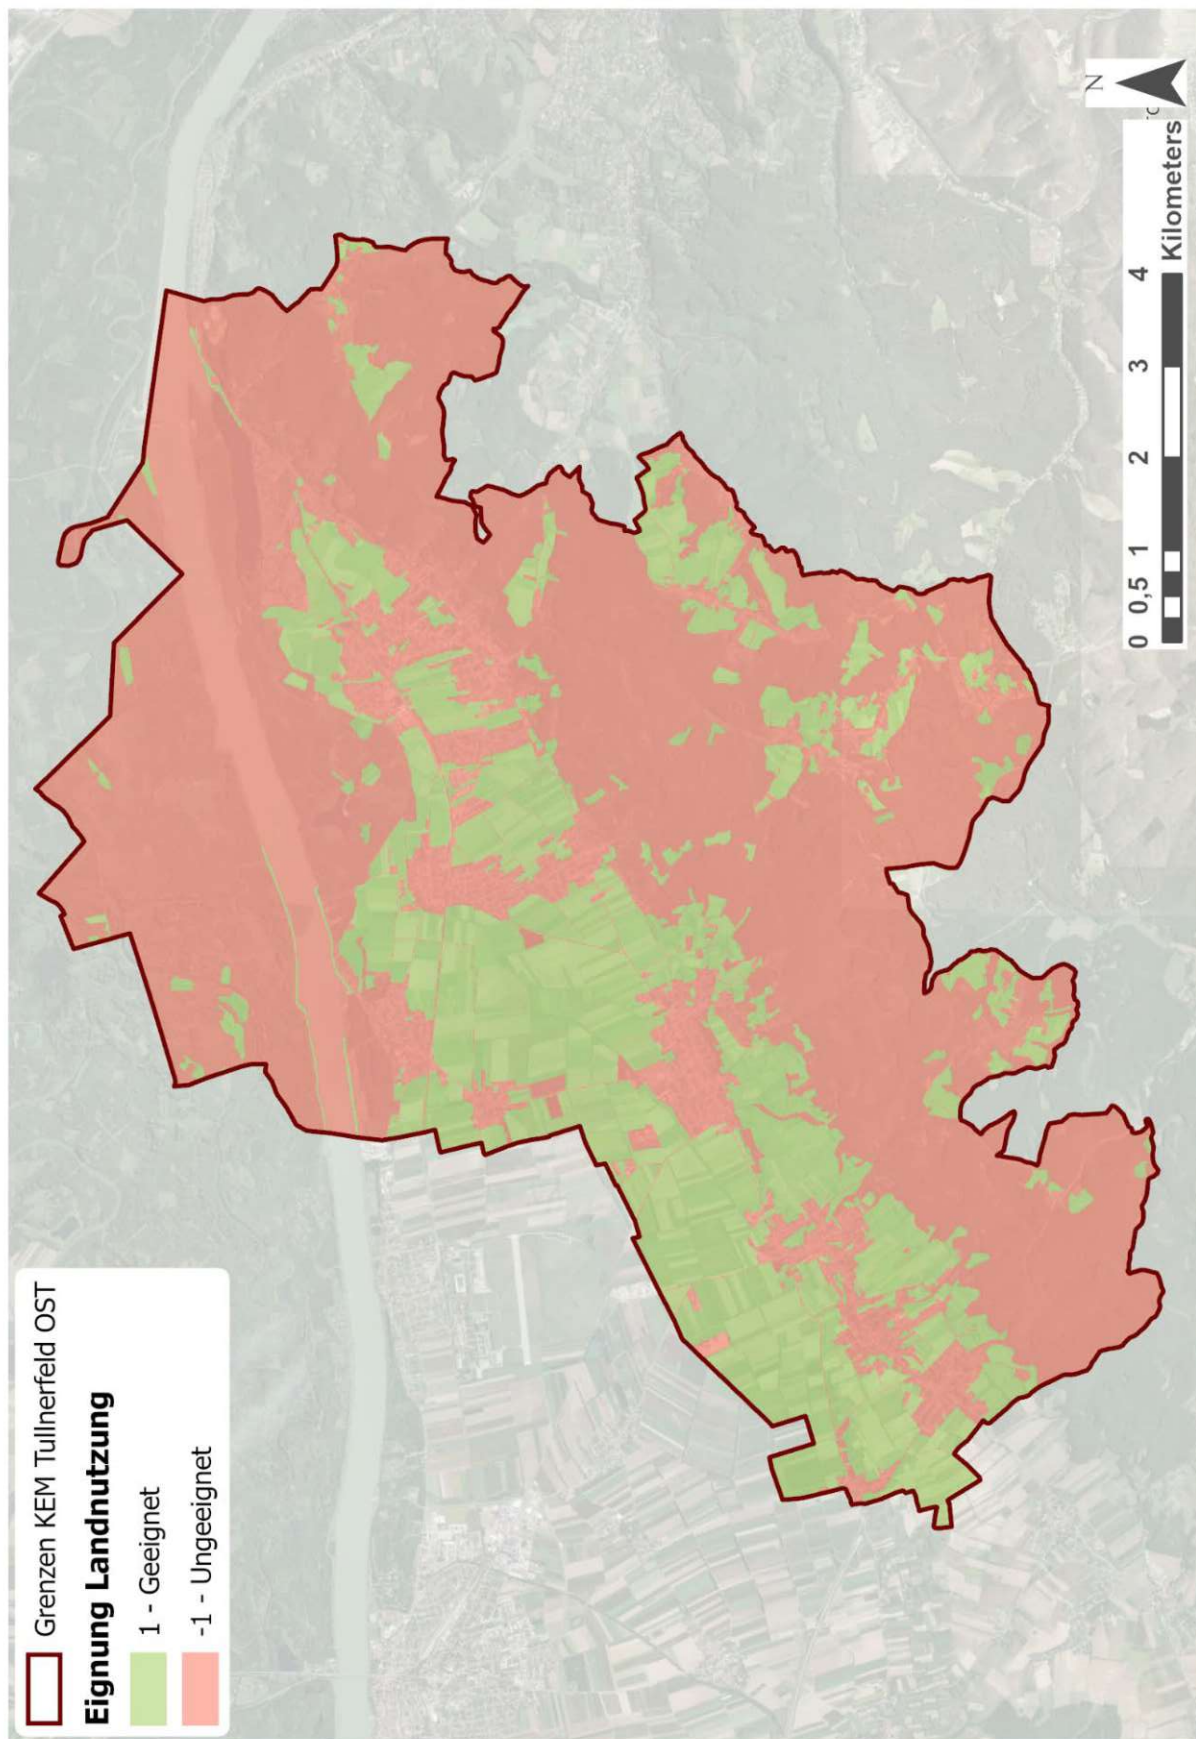 Grenzen KEM Tullnerfeld OST
Eignung Landnutzung
1 - Geeignet
-1 - Ungeeignet
N
0 0,5 1 2 3 4
Kilometers